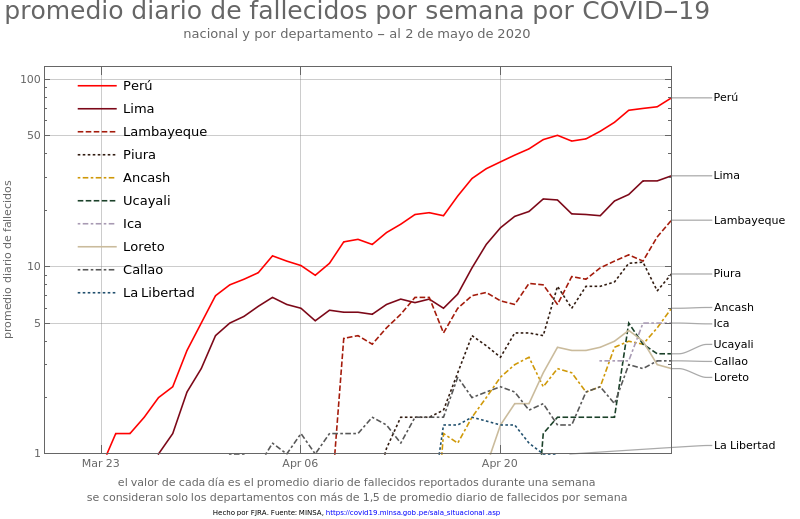 promedio diario de fallecidos por semana por COVID‒19
nacional y por departamento ‒ al 2 de mayo de 2020
promedio diario de fallecidos
100
50
10
5
1
Perú
Lima
Lambayeque
Piura
Ancash
Ucayali
Ica
Loreto
Callao
La Libertad
Perú
Lima
Lambayeque
Piura
Ancash
Ica
Ucayali
Callao
Loreto
La Libertad
Mar 23
Apr 06
Apr 20
el valor de cada día es el promedio diario de fallecidos reportados durante una semana
se consideran solo los departamentos con más de 1,5 de promedio diario de fallecidos por semana
Hecho por FJRA. Fuente: MINSA, https://covid19.minsa.gob.pe/sala_situacional.asp